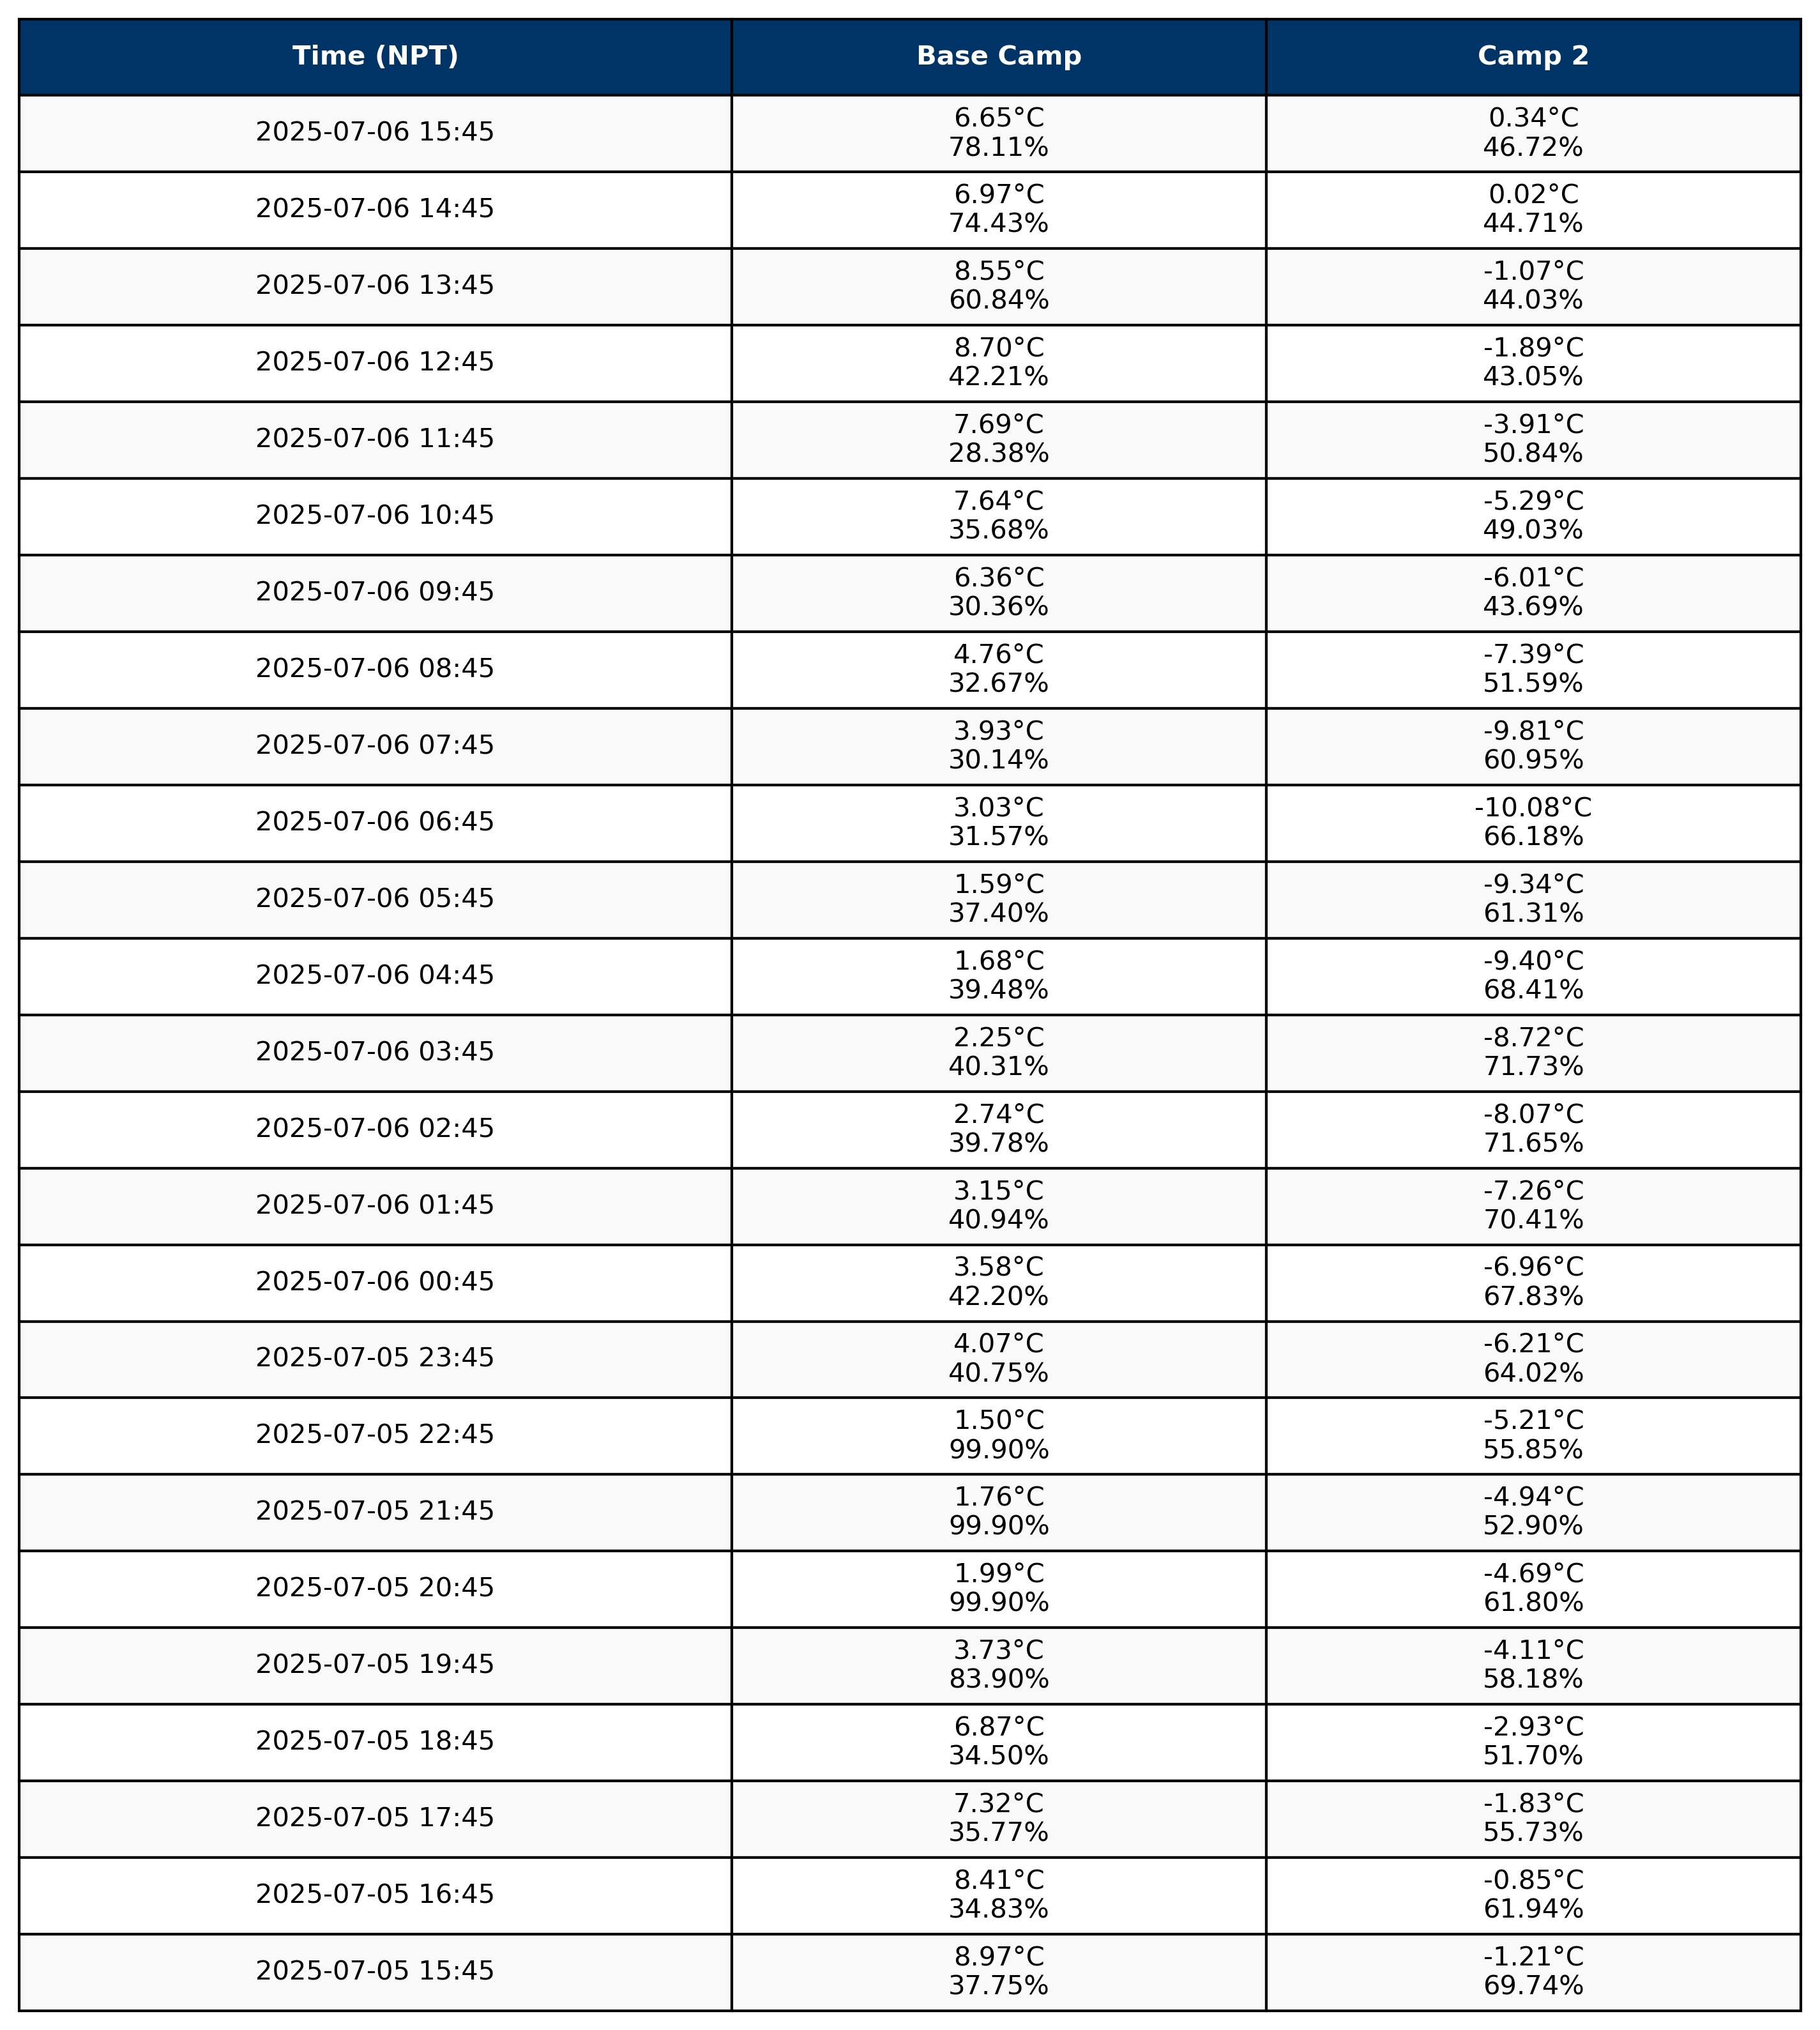 Time (NPT) Base Camp Camp 2
2025-07-06 15:45 6.65°C 0.34°C
78.11% 46.72%
2025-07-06 14:45 6.97°C 0.02°C
74.43% 44.71%
2025-07-06 13:45 8.55°C -1.07°C
60.84% 44.03%
2025-07-06 12:45 8.70°C -1.89°C
42.21% 43.05%
2025-07-06 11:45 7.69°C -3.91°C
28.38% 50.84%
2025-07-06 10:45 7.64°C -5.29°C
35.68% 49.03%
2025-07-06 09:45 6.36°C -6.01°C
30.36% 43.69%
2025-07-06 08:45 4.76°C -7.39°C
32.67% 51.59%
2025-07-06 07:45 3.93°C -9.81°C
30.14% 60.95%
2025-07-06 06:45 3.03°C -10.08°C
31.57% 66.18%
2025-07-06 05:45 1.59°C -9.34°C
37.40% 61.31%
2025-07-06 04:45 1.68°C -9.40°C
39.48% 68.41%
2025-07-06 03:45 2.25°C -8.72°C
40.31% 71.73%
2025-07-06 02:45 2.74°C -8.07°C
39.78% 71.65%
2025-07-06 01:45 3.15°C -7.26°C
40.94% 70.41%
2025-07-06 00:45 3.58°C -6.96°C
42.20% 67.83%
2025-07-05 23:45 4.07°C -6.21°C
40.75% 64.02%
2025-07-05 22:45 1.50°C -5.21°C
99.90% 55.85%
2025-07-05 21:45 1.76°C -4.94°C
99.90% 52.90%
2025-07-05 20:45 1.99°C -4.69°C
99.90% 61.80%
2025-07-05 19:45 3.73°C -4.11°C
83.90% 58.18%
2025-07-05 18:45 6.87°C -2.93°C
34.50% 51.70%
2025-07-05 17:45 7.32°C -1.83°C
35.77% 55.73%
2025-07-05 16:45 8.41°C -0.85°C
34.83% 61.94%
2025-07-05 15:45 8.97°C -1.21°C
37.75% 69.74%